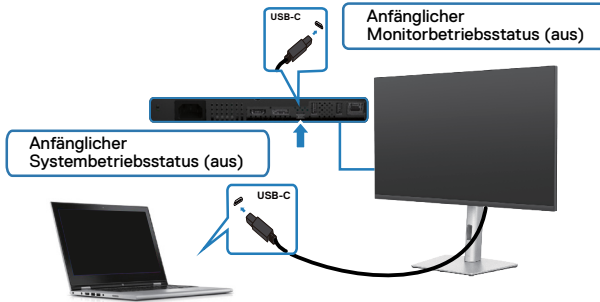 USB-C
Anfänglicher
Monitorbetriebsstatus (aus)
Anfänglicher
Systembetriebsstatus (aus)
USB-C